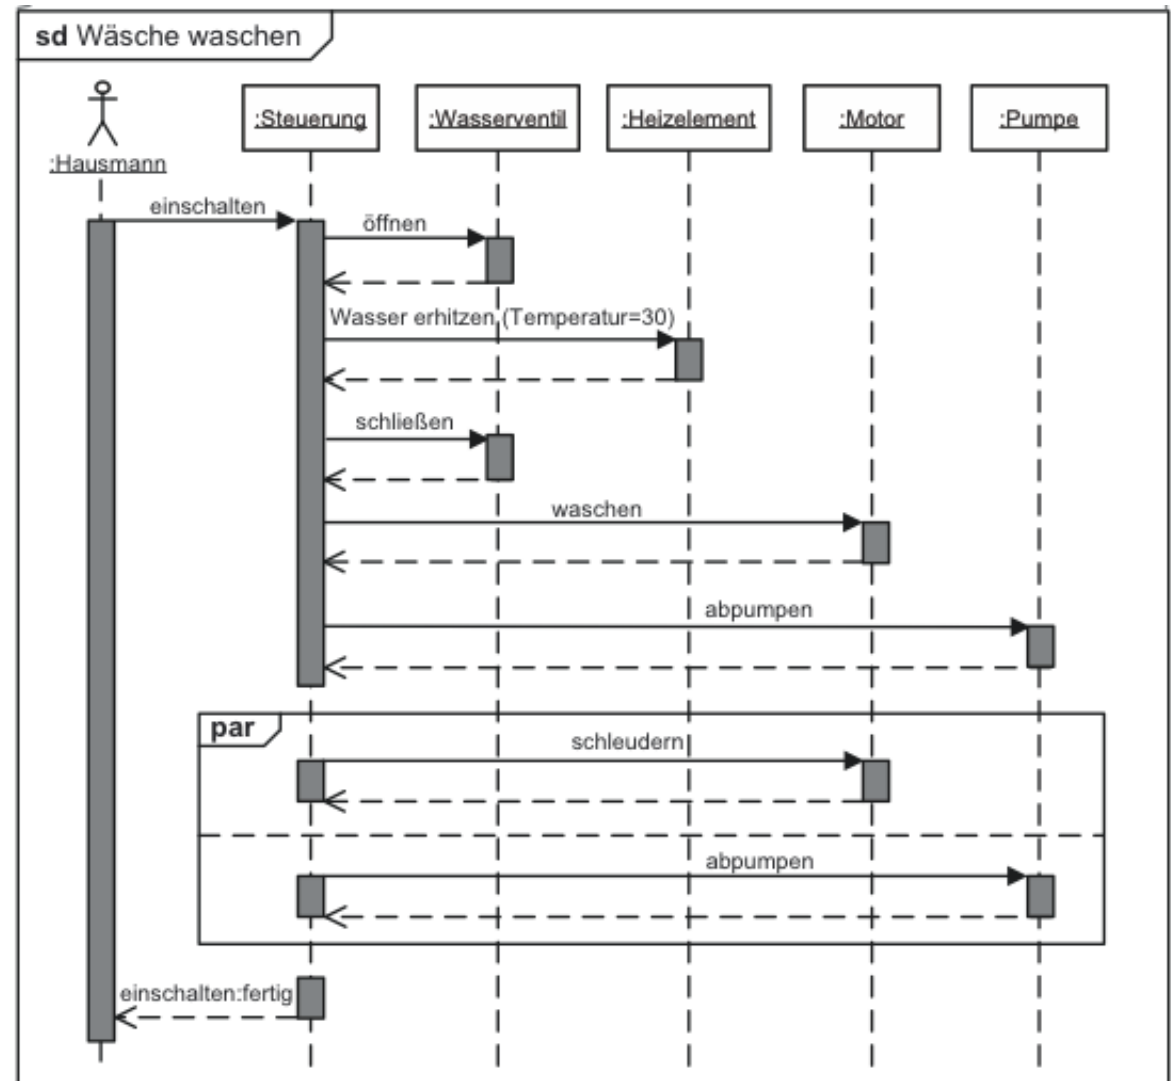 sd Wäsche waschen
:Hausmann
:Steuerung
:Wasserventil
:Heizelement
:Motor
:Pumpe
einschalten
öffnen
Wasser erhitzen (Temperatur=30)
schließen
waschen
abpumpen
par
schleudern
abpumpen
einschalten:fertig